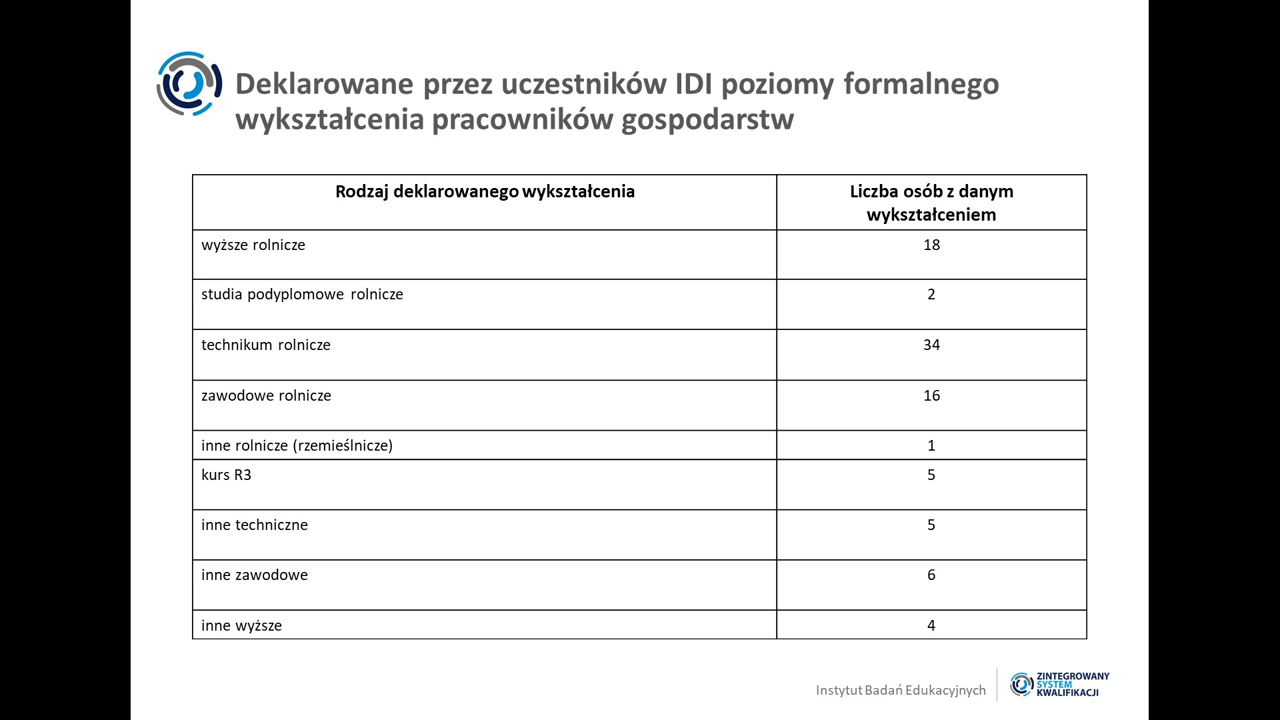 Deklarowane przez uczestników IDI poziomy formalnego
wykształcenia pracowników gospodarstw
Rodzaj deklarowanego wykształcenia
Liczba osób z danym
wykształceniem
wyższe rolnicze 18
studia podyplomowe rolnicze 2
technikum rolnicze 34
zawodowe rolnicze 16
inne rolnicze (rzemieślnicze) 1
kurs R3 5
inne techniczne 5
inne zawodowe 6
inne wyższe 4
Instytut Badań Edukacyjnych
ZINTEGROWANY
SYSTEM
KWALIFIKACJI